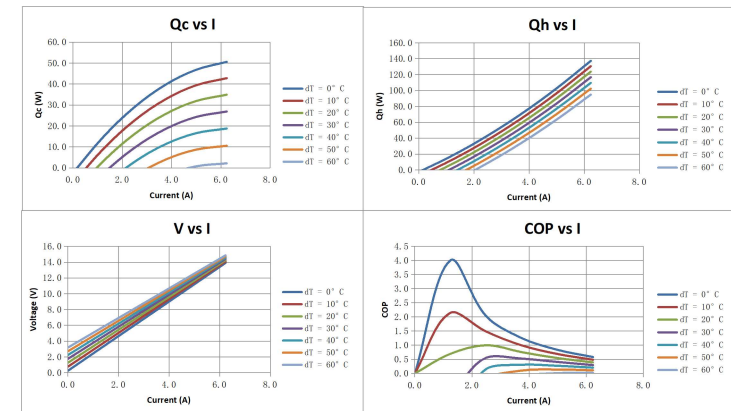 Qc vs I
60. 0
50. 0
40. 0
30. 0
20. 0
10. 0
0. 0
0. 0 2. 0 4. 0 6. 0 8. 0
Qc (W)
Current (A)
dT = 0° C
dT = 10° C
dT = 20° C
dT = 30° C
dT = 40° C
dT = 50° C
dT = 60° C
Qh vs I
160. 0
140. 0
120. 0
100. 0
80. 0
60. 0
40. 0
20. 0
0. 0
0. 0 2. 0 4. 0 6. 0 8. 0
Qh (W)
Current (A)
dT = 0° C
dT = 10° C
dT = 20° C
dT = 30° C
dT = 40° C
dT = 50° C
dT = 60° C
V vs I
16. 0
14. 0
12. 0
10. 0
8. 0
6. 0
4. 0
2. 0
0. 0
0. 0 2. 0 4. 0 6. 0 8. 0
Voltage (V)
Current (A)
dT = 0° C
dT = 10° C
dT = 20° C
dT = 30° C
dT = 40° C
dT = 50° C
dT = 60° C
COP vs I
4. 5
4. 0
3. 5
3. 0
2. 5
2. 0
1. 5
1. 0
0. 5
0. 0
0. 0 2. 0 4. 0 6. 0 8. 0
COP
Current (A)
dT = 0° C
dT = 10° C
dT = 20° C
dT = 30° C
dT = 40° C
dT = 50° C
dT = 60° C